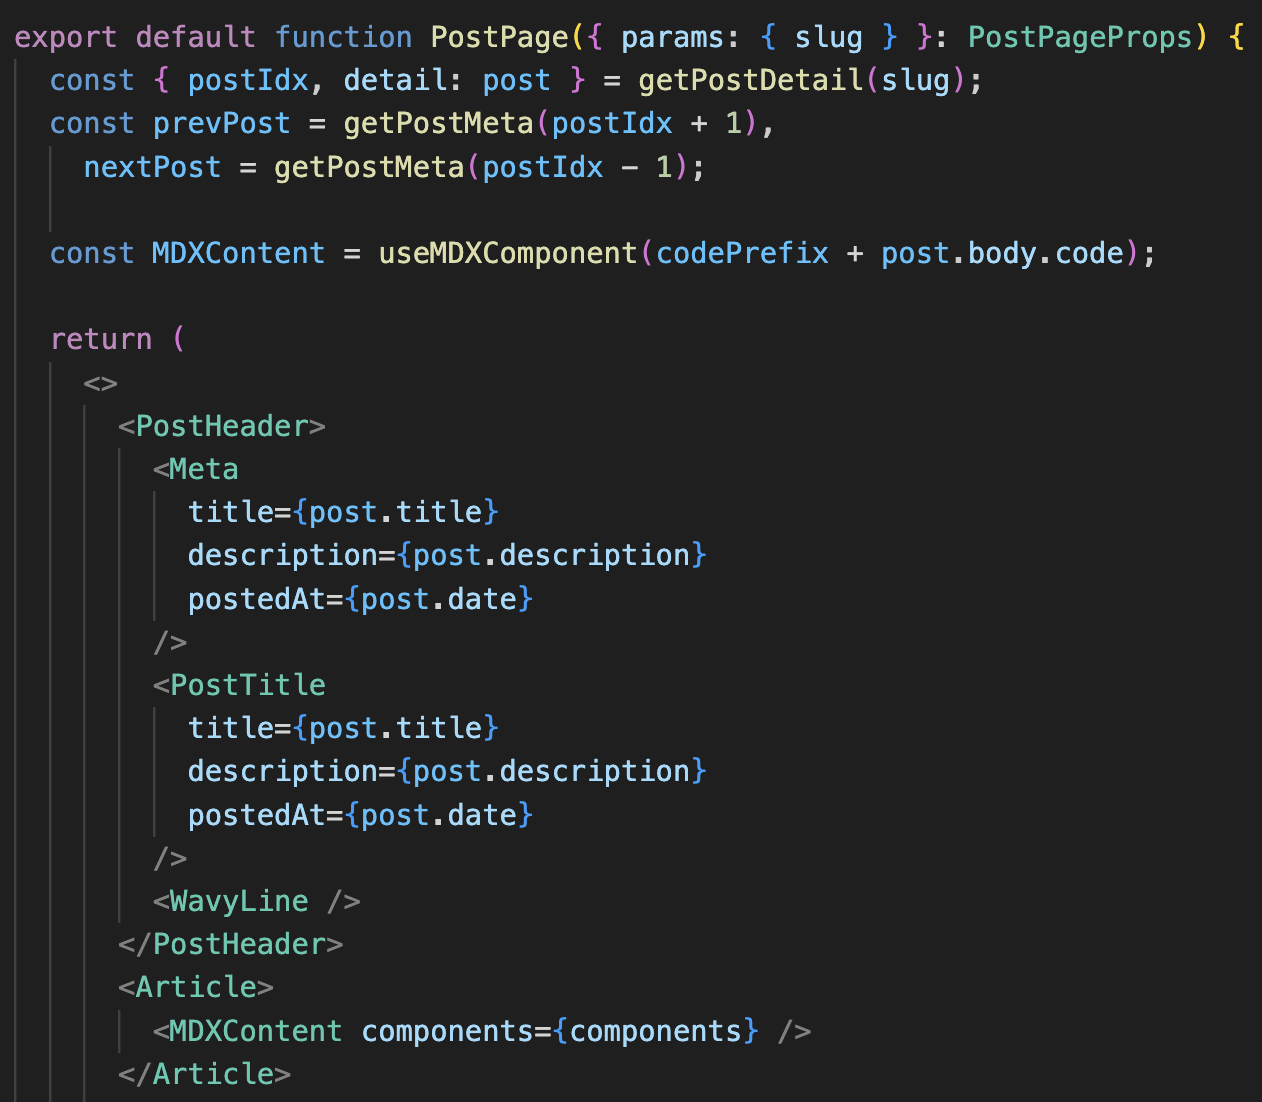 export default function PostPage({ params: { slug } }: PostPageProps) {
  const { postIdx, detail: post } = getPostDetail(slug);
  const prevPost = getPostMeta(postIdx + 1),
    nextPost = getPostMeta(postIdx - 1);

  const MDXContent = useMDXComponent(codePrefix + post.body.code);

  return (
    <>
      <PostHeader>
        <Meta
          title={post.title}
          description={post.description}
          postedAt={post.date}
        />
        <PostTitle
          title={post.title}
          description={post.description}
          postedAt={post.date}
        />
        <WavyLine />
      </PostHeader>
      <Article>
        <MDXContent components={components} />
      </Article>